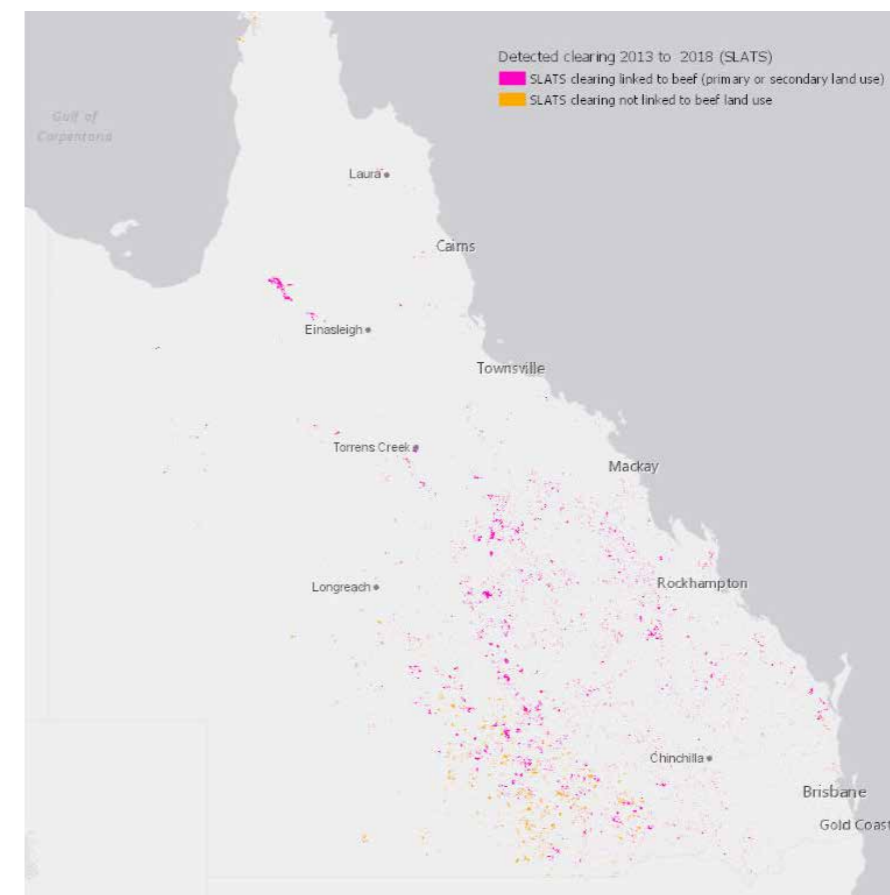 Detected clearing 2013 to 2018 (SLATS)
SLATS clearing linked to beef (primary or secondary land use)
SLATS clearing not linked to beef land use
Gulf of
Carpentaria
Laura
Cairns
Einasleigh
Townsville
Torrens Creek
Mackay
Longreach
Rockhampton
Chinchilla
Brisbane
Gold Coast